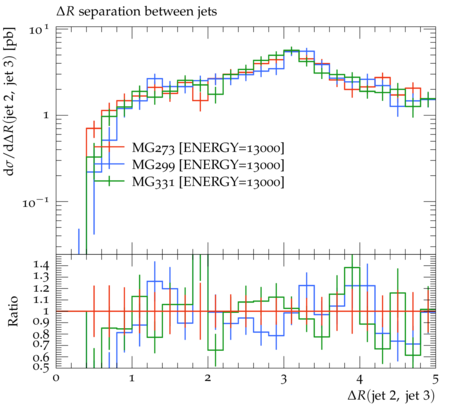 ΔR separation between jets
dσ/dΔR(jet 2, jet 3) [pb]
10¹
1
10⁻¹
MG273 [ENERGY=13000]
MG299 [ENERGY=13000]
MG331 [ENERGY=13000]
Ratio
1.4
1.3
1.2
1.1
1
0.9
0.8
0.7
0.6
0.5
0 1 2 3 4 5
ΔR(jet 2, jet 3)